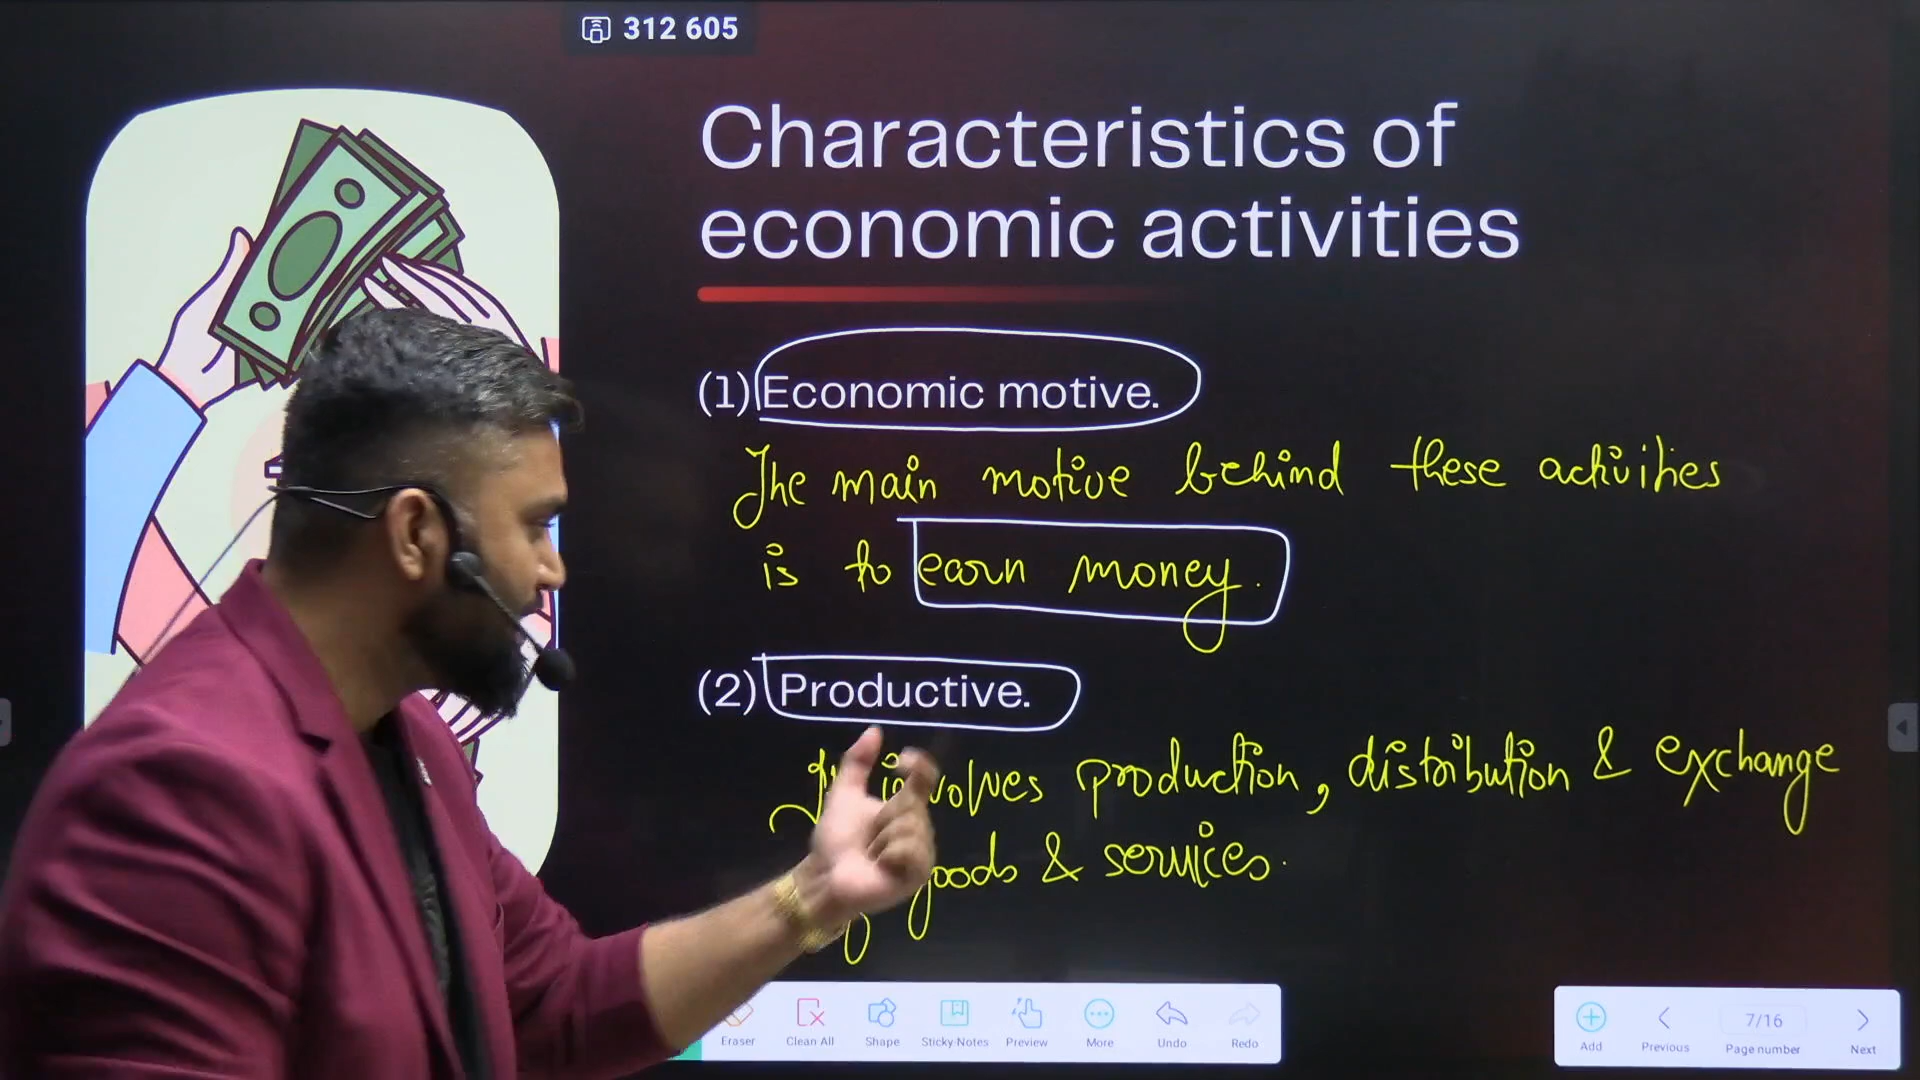 312 605
Characteristics of
economic activities
(1) Economic motive.
The main motive behind these activities
is to earn money.
(2) Productive.
involves production, distribution & exchange
goods & services.
Eraser Clean All Shape Sticky Notes Preview More Undo Redo
Add Previous 7/16 Page number Next